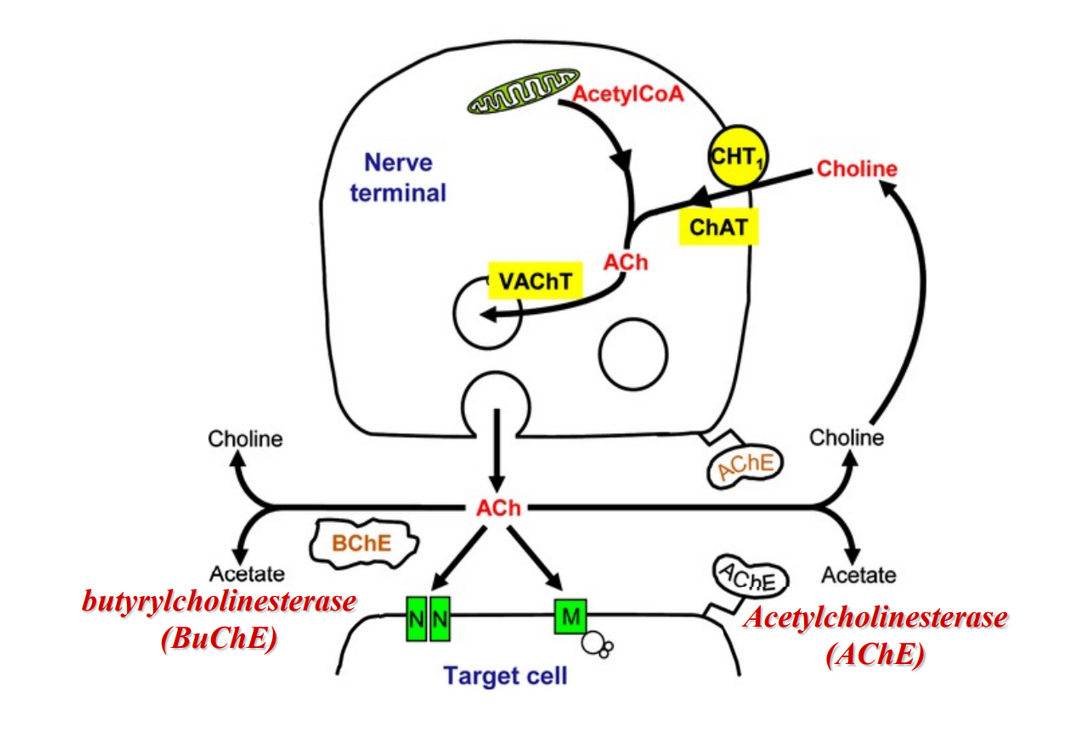 AcetylCoA
Nerve
terminal
CHT1
Choline
ChAT
ACh
VAChT
Choline
Choline
AChE
ACh
BChE
Acetate
AChE
Acetate
butyrylcholinesterase
(BuChE)
N N
M
Acetylcholinesterase
(AChE)
Target cell